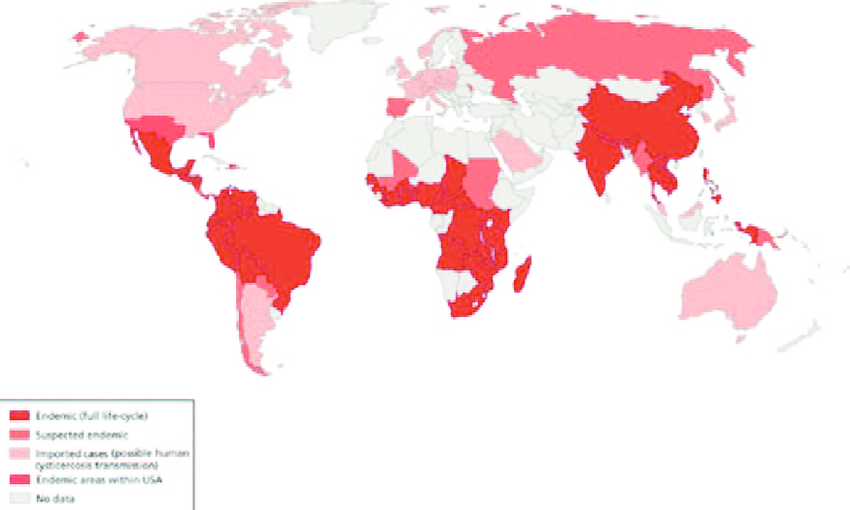 Endemic (full life-cycle)
Suspected endemic
Imported cases (possible human
cysticercosis transmission)
Endemic areas within USA
No data